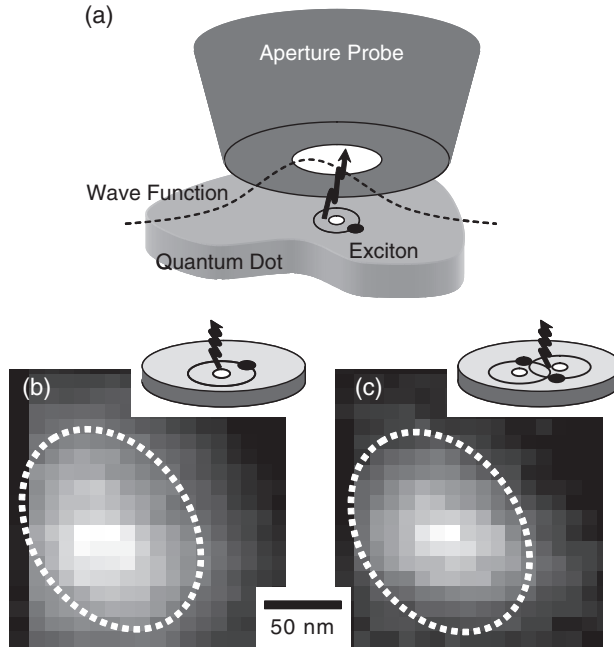 (a)
Aperture Probe
Wave Function
Exciton
Quantum Dot
(b)
(c)
50 nm